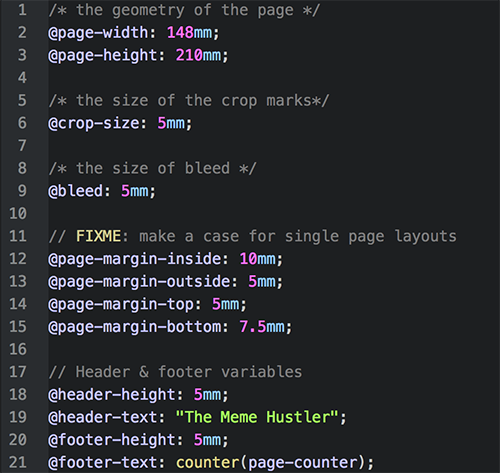 1 /* the geometry of the page */
2 @page-width: 148mm;
3 @page-height: 210mm;
4
5 /* the size of the crop marks*/
6 @crop-size: 5mm;
7
8 /* the size of bleed */
9 @bleed: 5mm;
10
11 // FIXME: make a case for single page layouts
12 @page-margin-inside: 10mm;
13 @page-margin-outside: 5mm;
14 @page-margin-top: 5mm;
15 @page-margin-bottom: 7.5mm;
16
17 // Header & footer variables
18 @header-height: 5mm;
19 @header-text: "The Meme Hustler";
20 @footer-height: 5mm;
21 @footer-text: counter(page-counter);